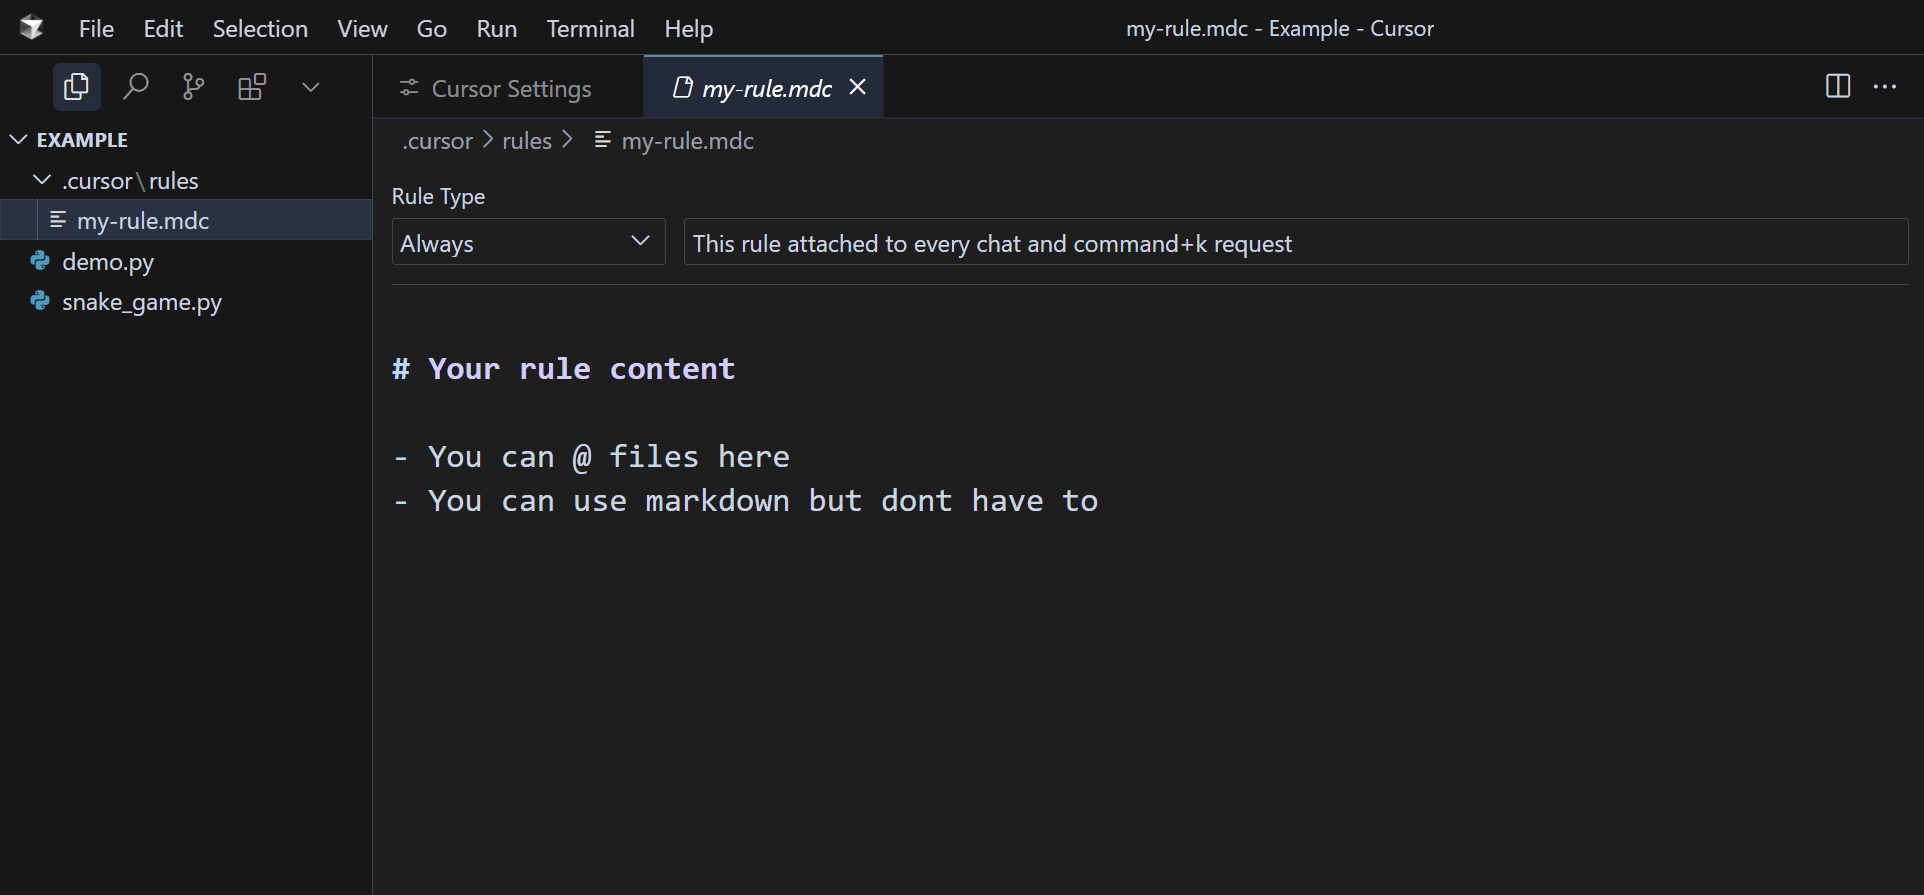 File Edit Selection View Go Run Terminal Help my-rule.mdc - Example - Cursor
EXAMPLE
.cursor\rules
my-rule.mdc
demo.py
snake_game.py
Cursor Settings my-rule.mdc
.cursor > rules > my-rule.mdc
Rule Type
Always This rule attached to every chat and command+k request
# Your rule content
- You can @ files here
- You can use markdown but dont have to